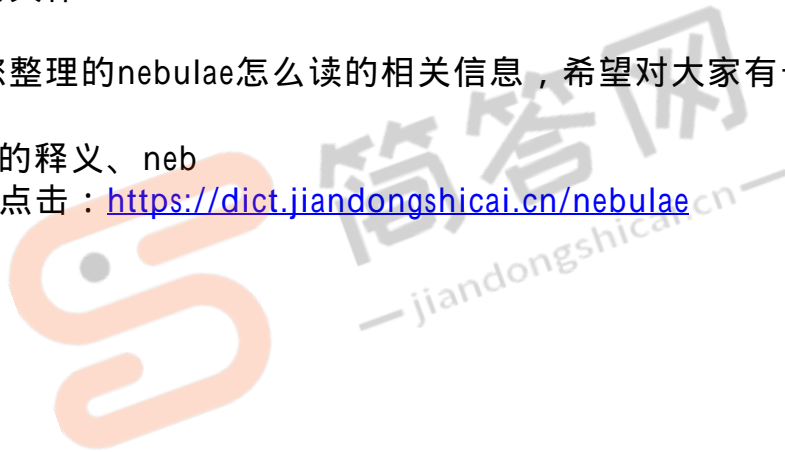 整理的nebulae怎么读的相关信息，希望对大家有
的释义、neb
点击：https://dict.jiandongshicai.cn/nebulae
简答网
jiandongshicai.cn